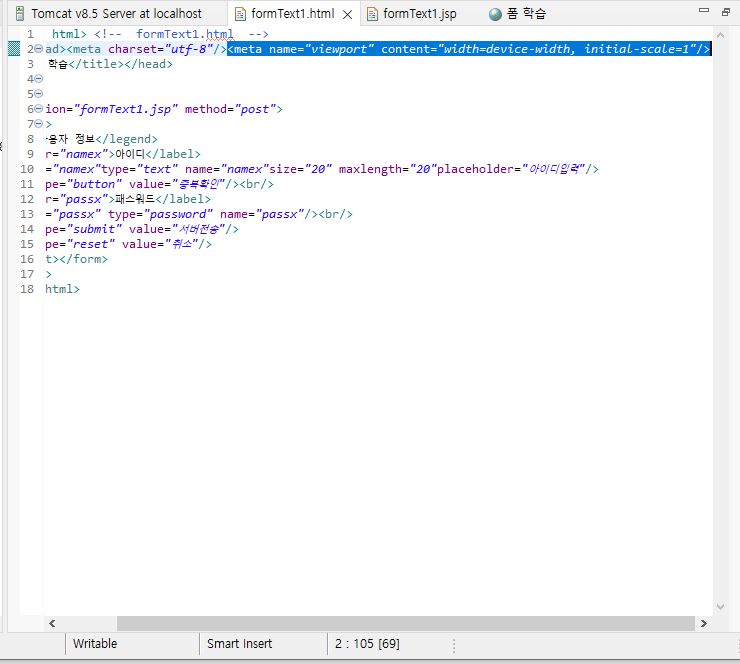 Tomcat v8.5 Server at localhost
formText1.html
formText1.jsp
폼 학습
1 html> <!-- formText1.html -->
2 ad><meta charset="utf-8"/><meta name="viewport" content="width=device-width, initial-scale=1"/>
3 학습</title></head>
4
5
6 ion="formText1.jsp" method="post">
7 >
8 용자 정보</legend>
9 r="namex">아이디</label>
10 ="namex"type="text" name="namex"size="20" maxlength="20"placeholder="아이디입력"/>
11 pe="button" value="중복확인"/><br/>
12 r="passx">패스워드</label>
13 ="passx" type="password" name="passx"/><br/>
14 pe="submit" value="서버전송"/>
15 pe="reset" value="취소"/>
16 t></form>
17 >
18 html>
Writable
Smart Insert
2 : 105 [69]